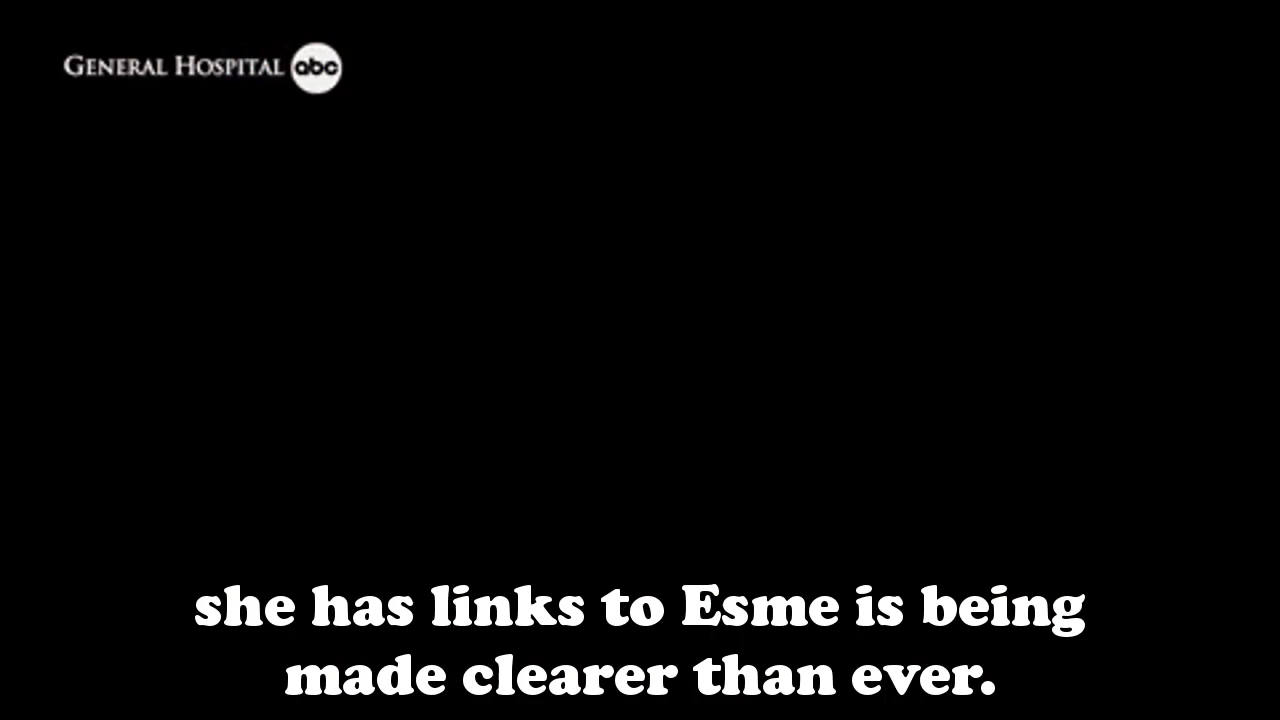 GENERAL HOSPITAL abc
she has links to Esme is being
made clearer than ever.